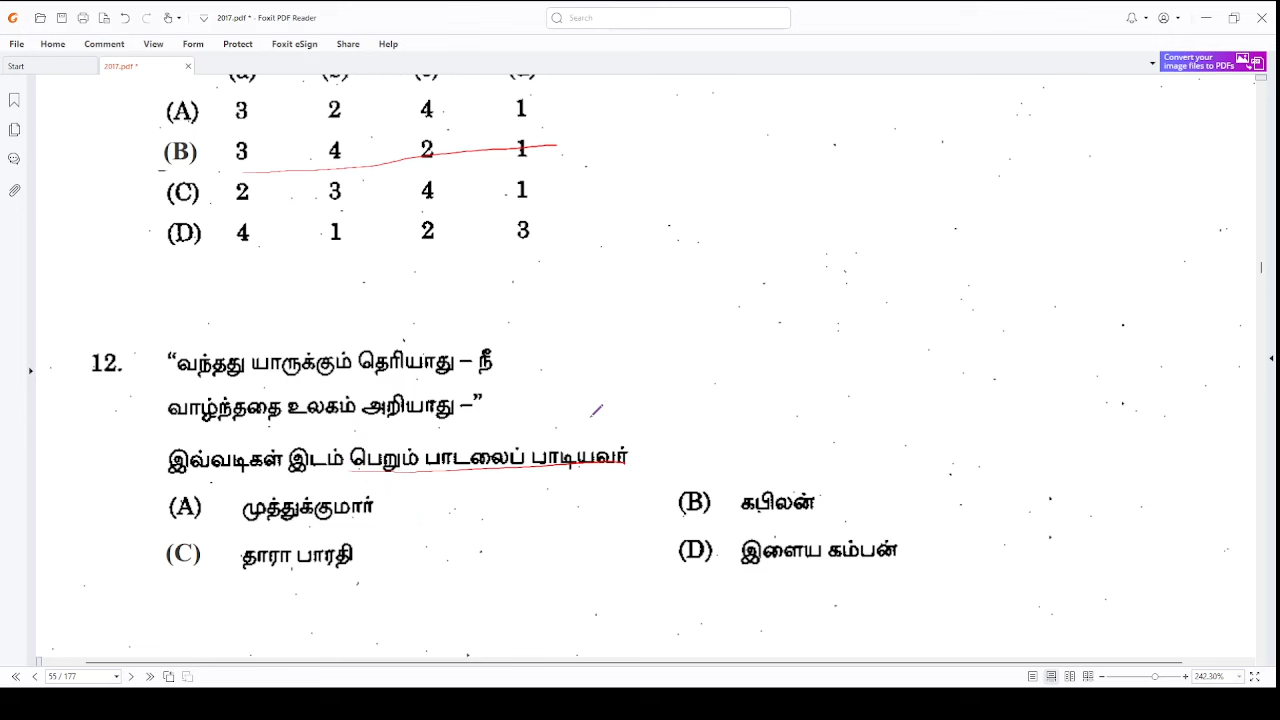 2017.pdf * - Foxit PDF Reader
Search
File Home Comment View Form Protect Foxit eSign Share Help
Start 2017.pdf *
Convert your
image files to PDFs
(A) 3 2 4 1
(B) 3 4 2 1
(C) 2 3 4 1
(D) 4 1 2 3
12. “வந்தது யாருக்கும் தெரியாது – நீ
வாழ்ந்ததை உலகம் அறியாது –”
இவ்வடிகள் இடம் பெறும் பாடலைப் பாடியவர்
(A) முத்துக்குமார் (B) கபிலன்
(C) தாரா பாரதி (D) இளைய கம்பன்
55 / 177 242.30%